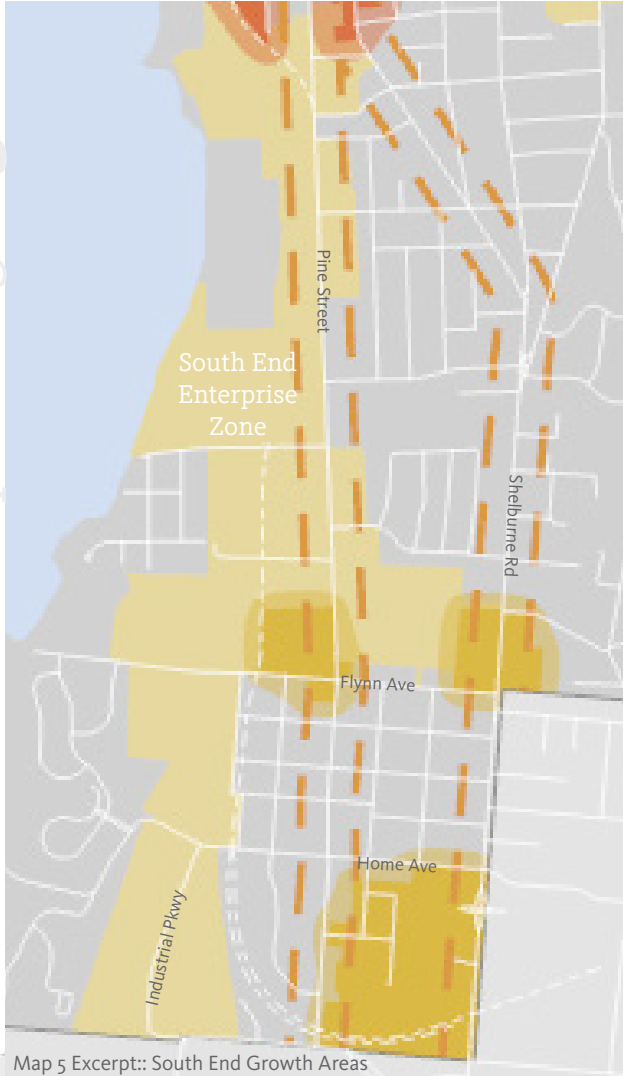 Pine Street
South End
Enterprise
Zone
Shelburne Rd
Flynn Ave
Home Ave
Industrial Pkwy
Map 5 Excerpt:: South End Growth Areas